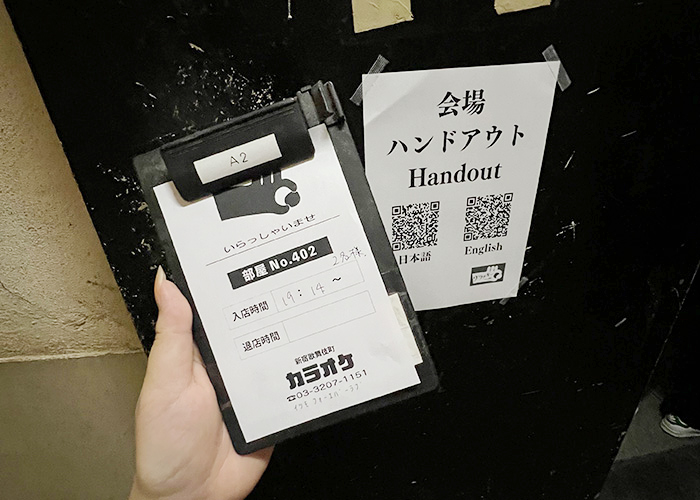 A2
いらっしゃいませ
部屋 No.402
2名様
入店時間 19:14～
退店時間
新宿歌舞伎町
カラオケ
☎03-3207-1151
会場
ハンドアウト
Handout
日本語
English